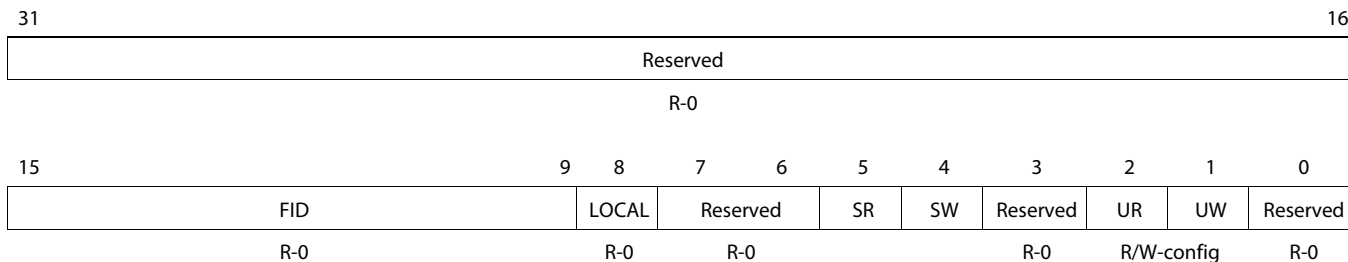 31 16
Reserved
R-0
15 9 8 7 6 5 4 3 2 1 0
FID LOCAL Reserved SR SW Reserved UR UW Reserved
R-0 R-0 R-0 R-0 R/W-config R-0